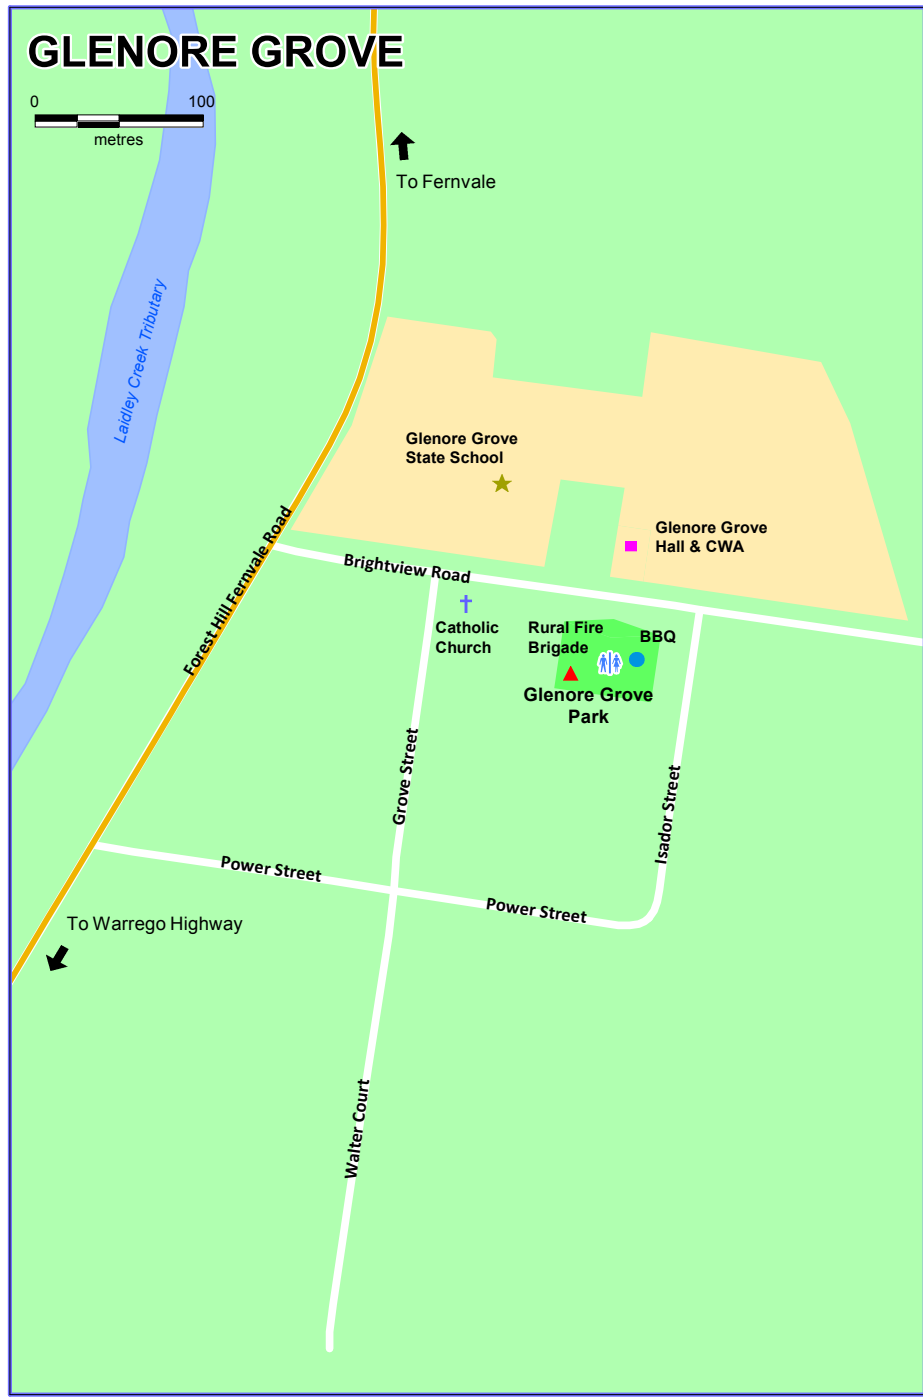 GLENORE GROVE
0 100
metres
To Fernvale
Laidley Creek Tributary
Glenore Grove
State School
Glenore Grove
Hall & CWA
Forest Hill Fernvale Road
Brightview Road
Catholic
Church
Rural Fire
Brigade
BBQ
Glenore Grove
Park
Grove Street
Isador Street
Power Street
Power Street
To Warrego Highway
Walter Court